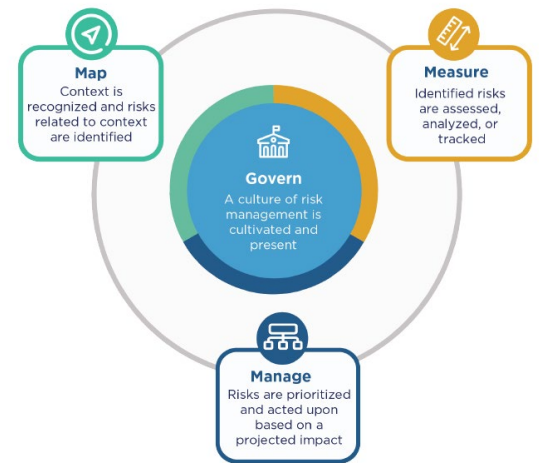 Map
Context is
recognized and risks
related to context
are identified
Measure
Identified risks
are assessed,
analyzed, or
tracked
Govern
A culture of risk
management is
cultivated and
present
Manage
Risks are prioritized
and acted upon
based on a
projected impact